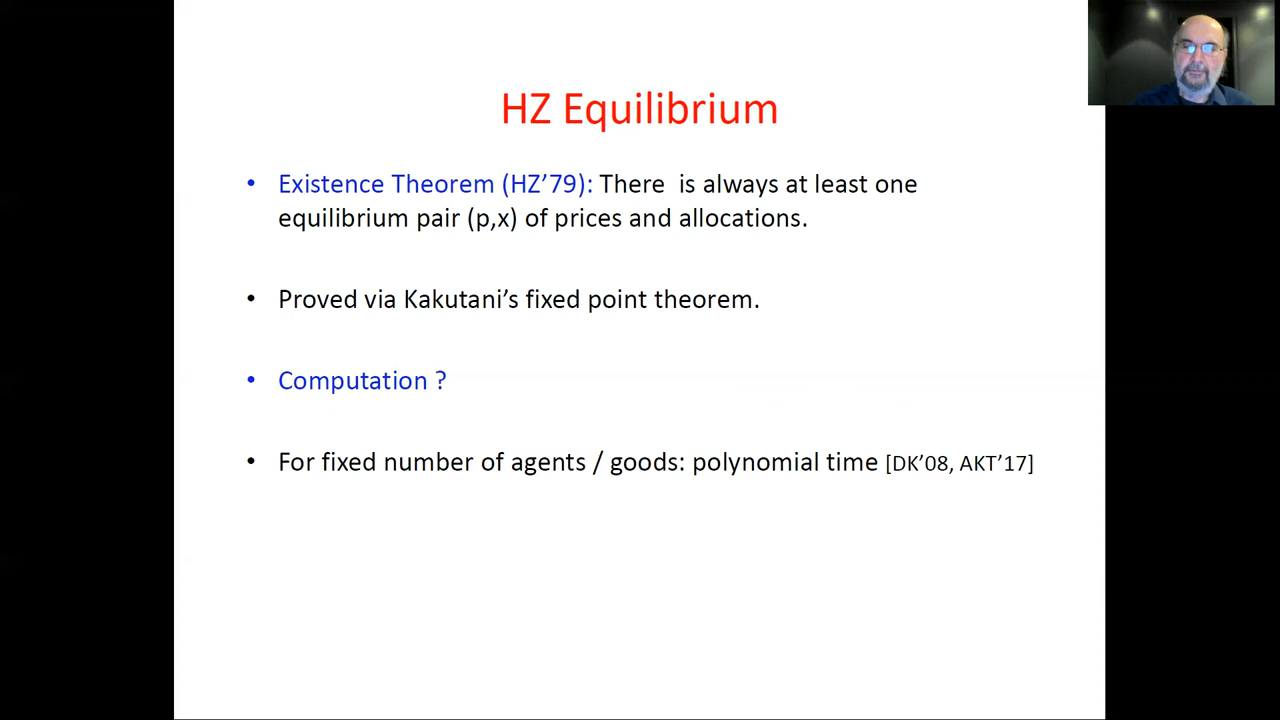 HZ Equilibrium
• Existence Theorem (HZ’79): There is always at least one
equilibrium pair (p,x) of prices and allocations.
• Proved via Kakutani’s fixed point theorem.
• Computation ?
• For fixed number of agents / goods: polynomial time [DK’08, AKT’17]